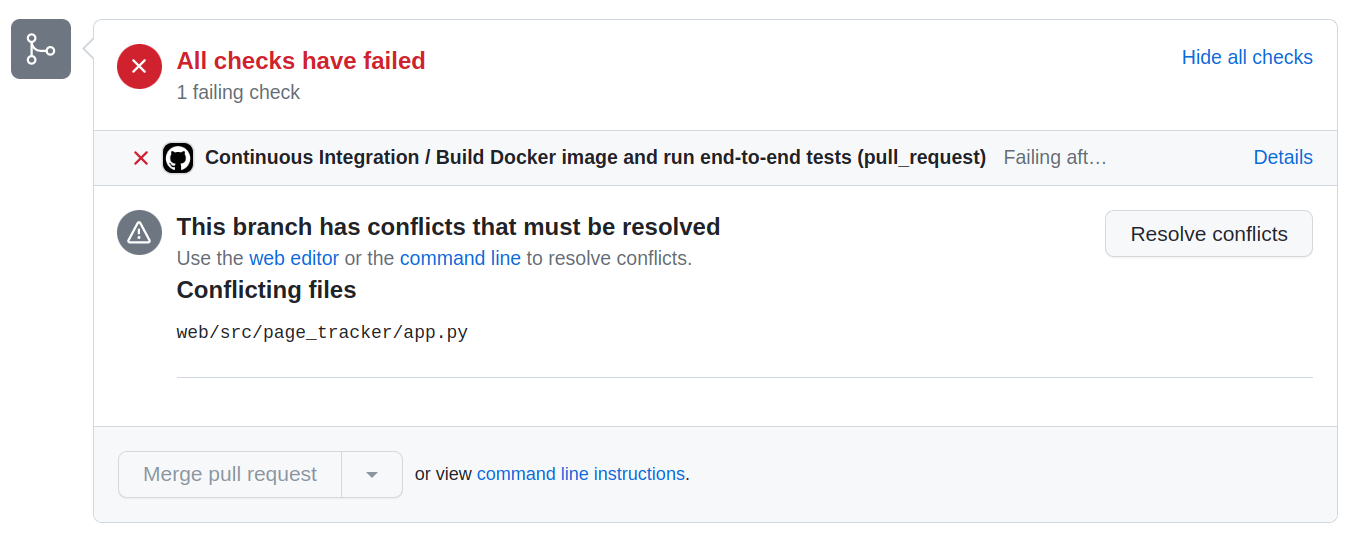 All checks have failed
Hide all checks
1 failing check
Continuous Integration / Build Docker image and run end-to-end tests (pull_request) Failing aft… Details
This branch has conflicts that must be resolved
Resolve conflicts
Use the web editor or the command line to resolve conflicts.
Conflicting files
web/src/page_tracker/app.py
Merge pull request or view command line instructions.